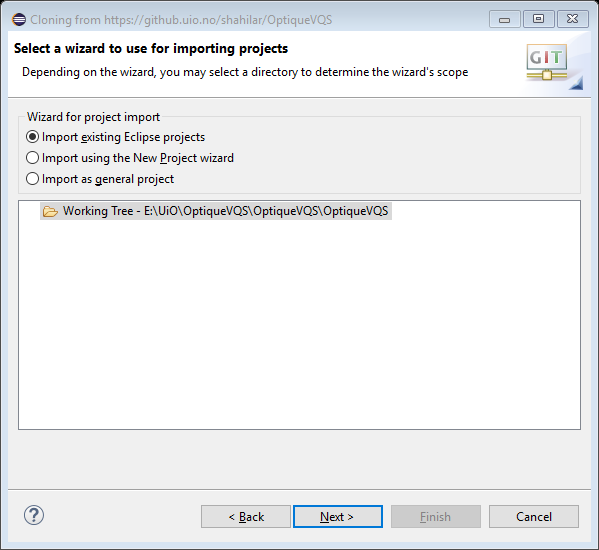 Cloning from https://github.uio.no/shahilar/OptiqueVQS
Select a wizard to use for importing projects
Depending on the wizard, you may select a directory to determine the wizard's scope
GIT
Wizard for project import
Import existing Eclipse projects
Import using the New Project wizard
Import as general project
Working Tree - E:\UiO\OptiqueVQS\OptiqueVQS\OptiqueVQS
?
< Back
Next >
Finish
Cancel